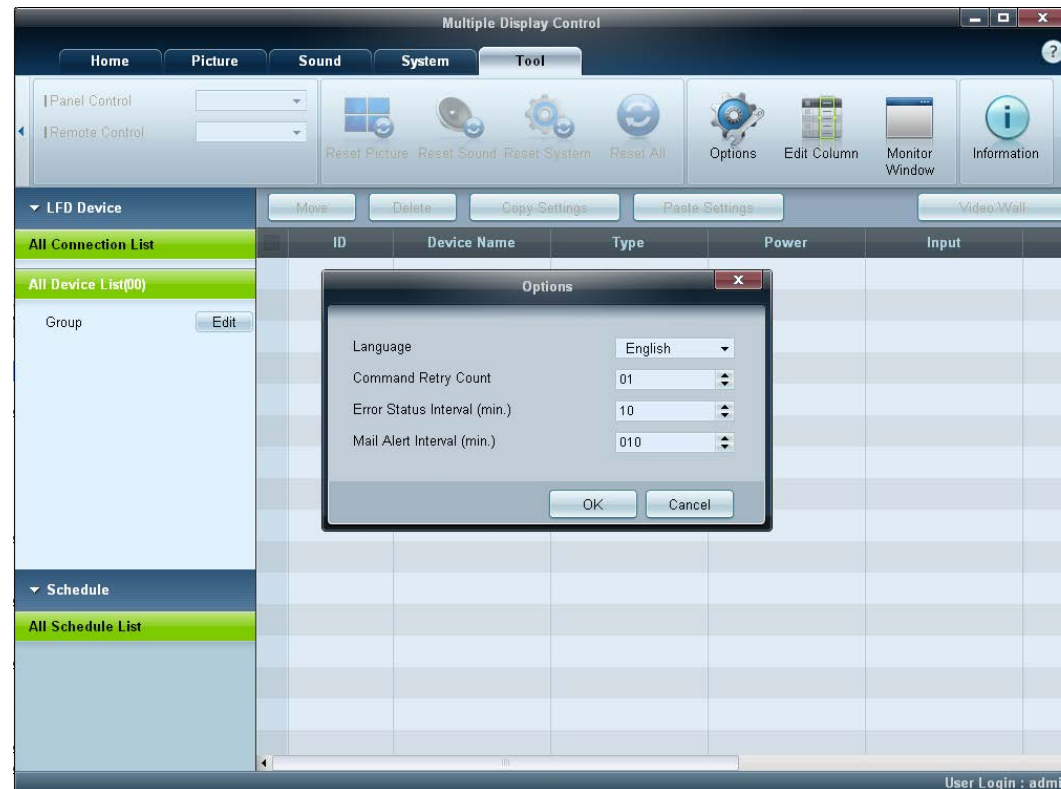 Multiple Display Control
Home Picture Sound System Tool
Panel Control
Remote Control
Reset Picture Reset Sound Reset System Reset All Options Edit Column Monitor Window Information
LFD Device
Move Delete Copy Settings Paste Settings Video Wall
All Connection List
ID Device Name Type Power Input
All Device List(00)
Group Edit
Options
Language English
Command Retry Count 01
Error Status Interval (min.) 10
Mail Alert Interval (min.) 010
OK Cancel
Schedule
All Schedule List
User Login : admi